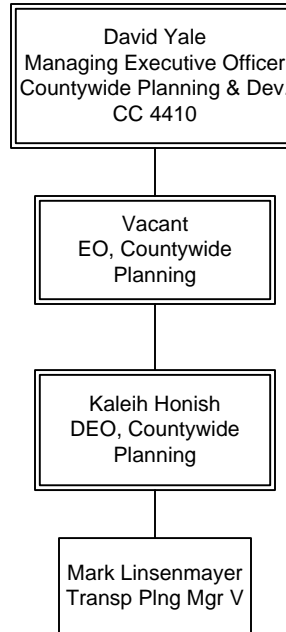 David Yale
Managing Executive Officer
Countywide Planning & Dev.
CC 4410
Vacant
EO, Countywide
Planning
Kaleih Honish
DEO, Countywide
Planning
Mark Linsenmayer
Transp Plng Mgr V